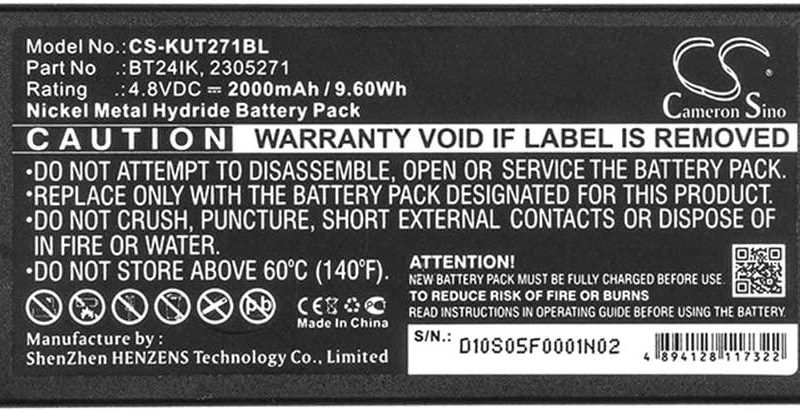 Model No.:CS-KUT271BL
Part No :BT24IK, 2305271
Rating :4.8VDC ⎓ 2000mAh / 9.60Wh
Nickel Metal Hydride Battery Pack
CS
Cameron Sino
CAUTION WARRANTY VOID IF LABEL IS REMOVED
•DO NOT ATTEMPT TO DISASSEMBLE, OPEN OR SERVICE THE BATTERY PACK.
•REPLACE ONLY WITH THE BATTERY PACK DESIGNATED FOR THIS PRODUCT.
•DO NOT CRUSH, PUNCTURE, SHORT EXTERNAL CONTACTS OR DISPOSE OF
IN FIRE OR WATER.
•DO NOT STORE ABOVE 60°C (140°F).
ATTENTION!
NEW BATTERY PACK MUST BE FULLY CHARGED BEFORE USE.
TO REDUCE RISK OF FIRE OR BURNS
READ INSTRUCTIONS IN OPERATING GUIDE BEFORE USING THE BATTERY.
Pb
CE
Made In China
Manufacture by:
ShenZhen HENZENS Technology Co., Limited
S/N.: D10S05F0001N02
4 894128 117322